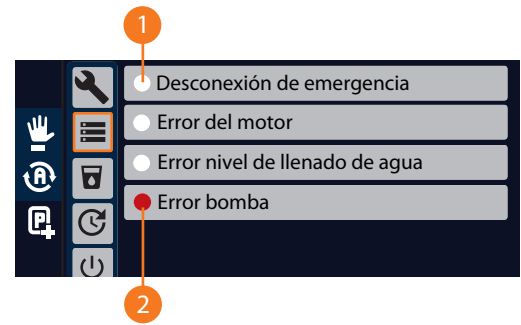 1
Desconexión de emergencia
Error del motor
Error nivel de llenado de agua
A
Error bomba
P
2